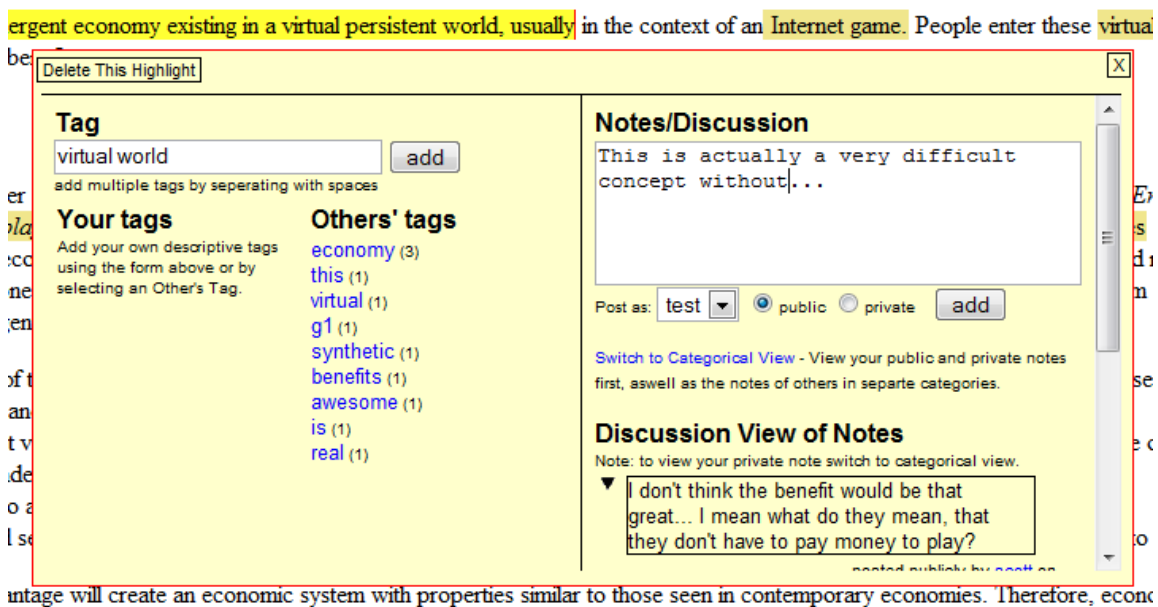 ergent economy existing in a virtual persistent world, usually in the context of an Internet game. People enter these virtual
Delete This Highlight
X
Tag
virtual world
add
add multiple tags by seperating with spaces
Your tags
Add your own descriptive tags
using the form above or by
selecting an Other's Tag.
Others' tags
economy (3)
this (1)
virtual (1)
g1 (1)
synthetic (1)
benefits (1)
awesome (1)
is (1)
real (1)
Notes/Discussion
This is actually a very difficult
concept without...
Post as: test public private add
Switch to Categorical View - View your public and private notes
first, aswell as the notes of others in separte categories.
Discussion View of Notes
Note: to view your private note switch to categorical view.
I don't think the benefit would be that
great... I mean what do they mean, that
they don't have to pay money to play?
posted publicly by scott on
antage will create an economic system with properties similar to those seen in contemporary economies. Therefore, econo